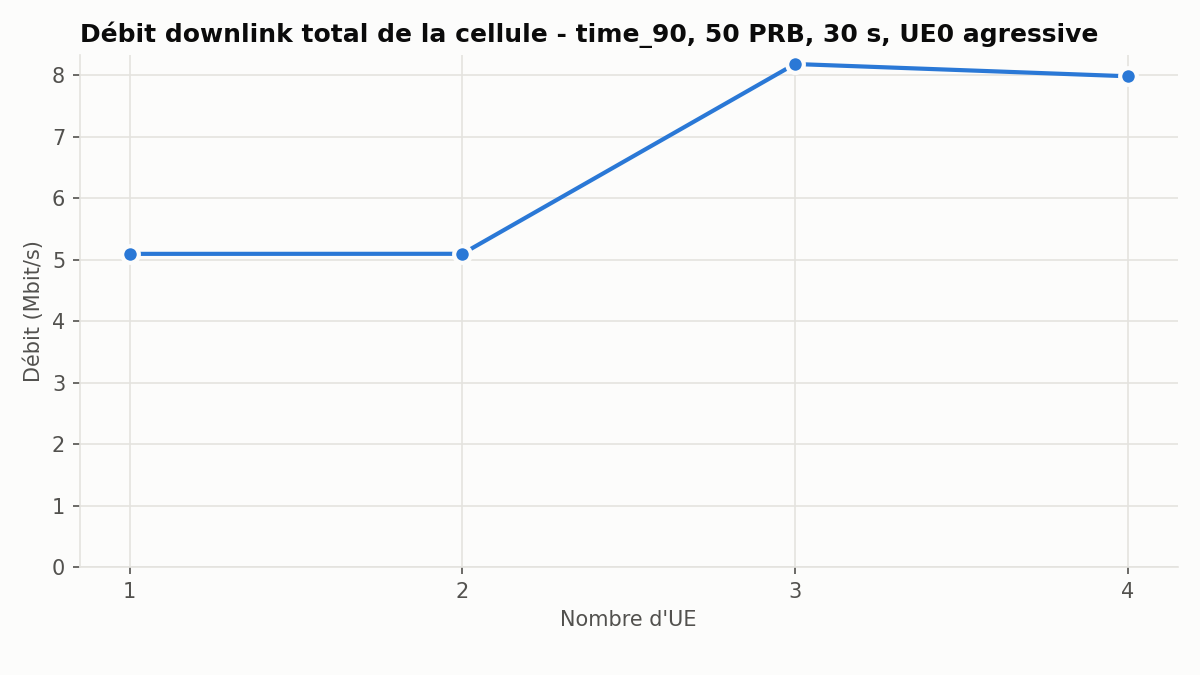 Débit downlink total de la cellule - time_90, 50 PRB, 30 s, UE0 agressive
Débit (Mbit/s)
8
7
6
5
4
3
2
1
0
1 2 3 4
Nombre d'UE